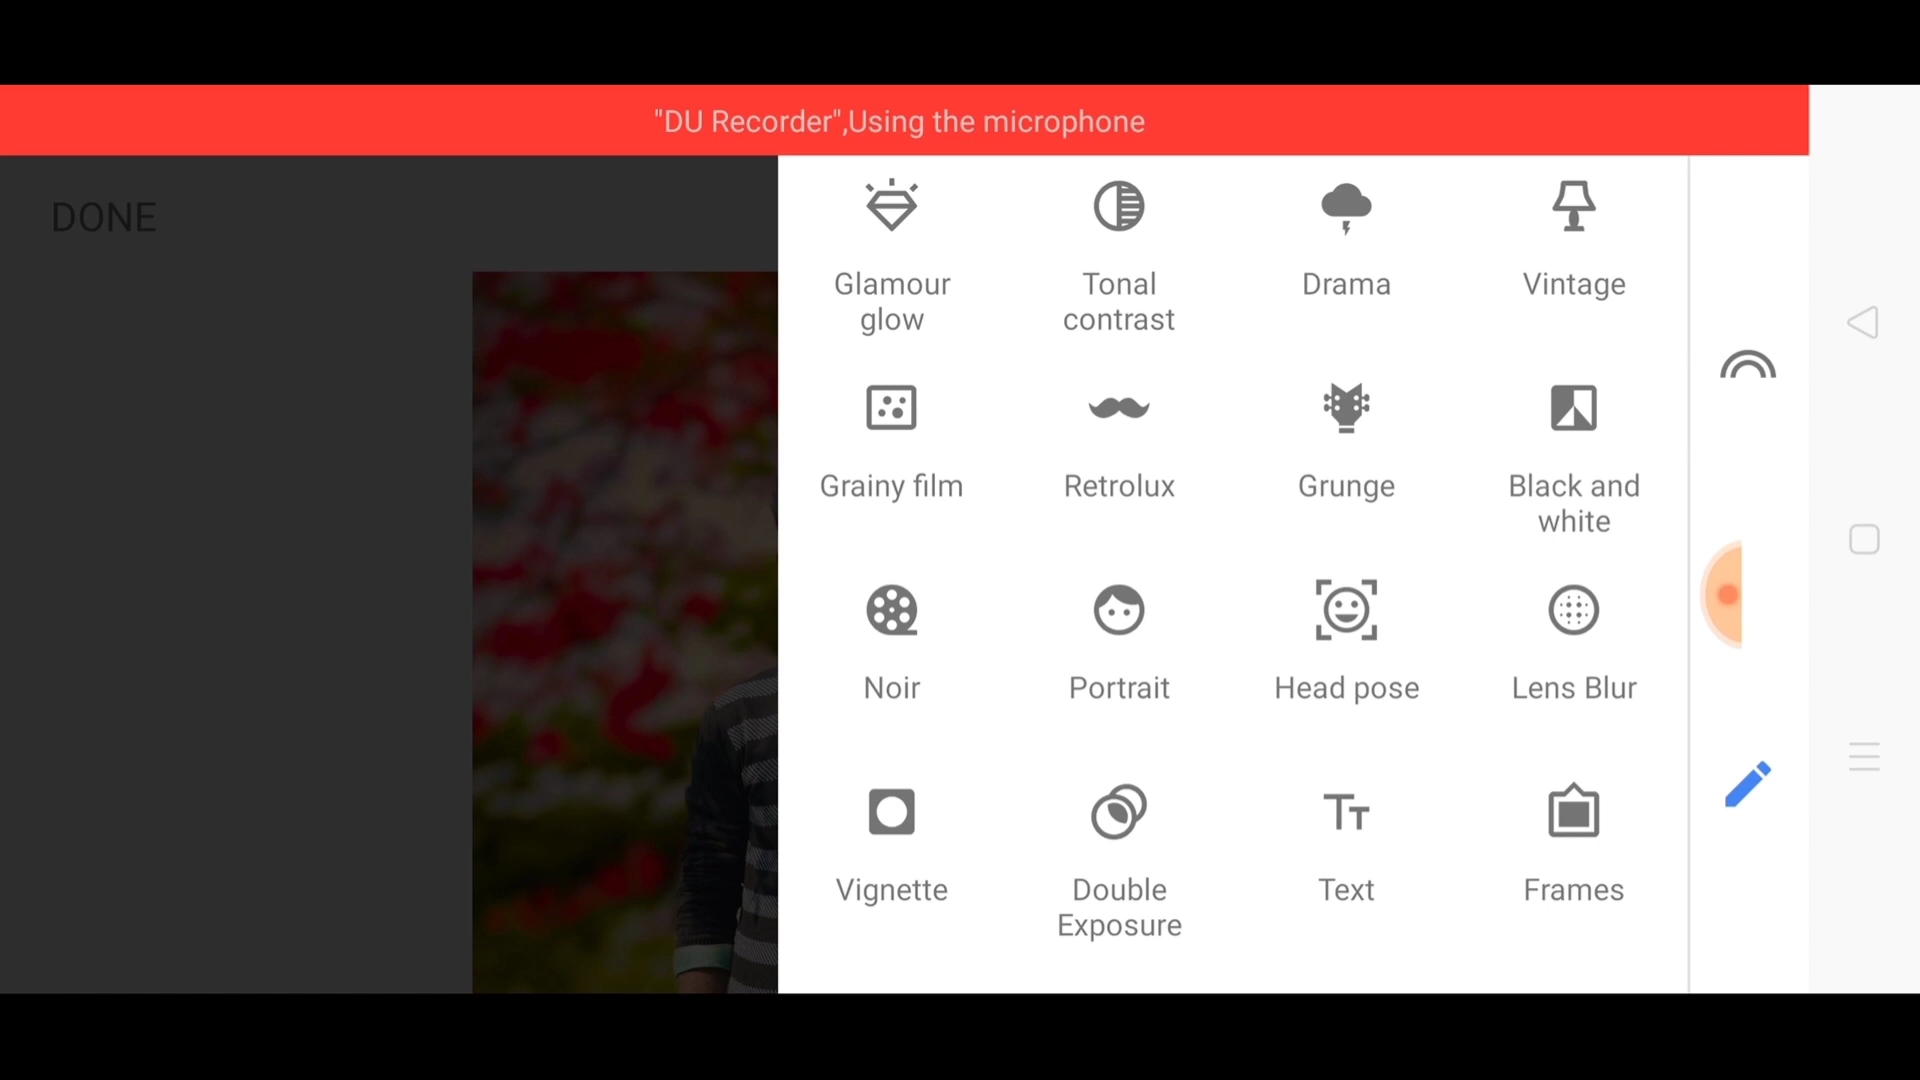 "DU Recorder",Using the microphone
DONE
Glamour
glow
Tonal
contrast
Drama
Vintage
Grainy film
Retrolux
Grunge
Black and
white
Noir
Portrait
Head pose
Lens Blur
Vignette
Double
Exposure
Text
Frames